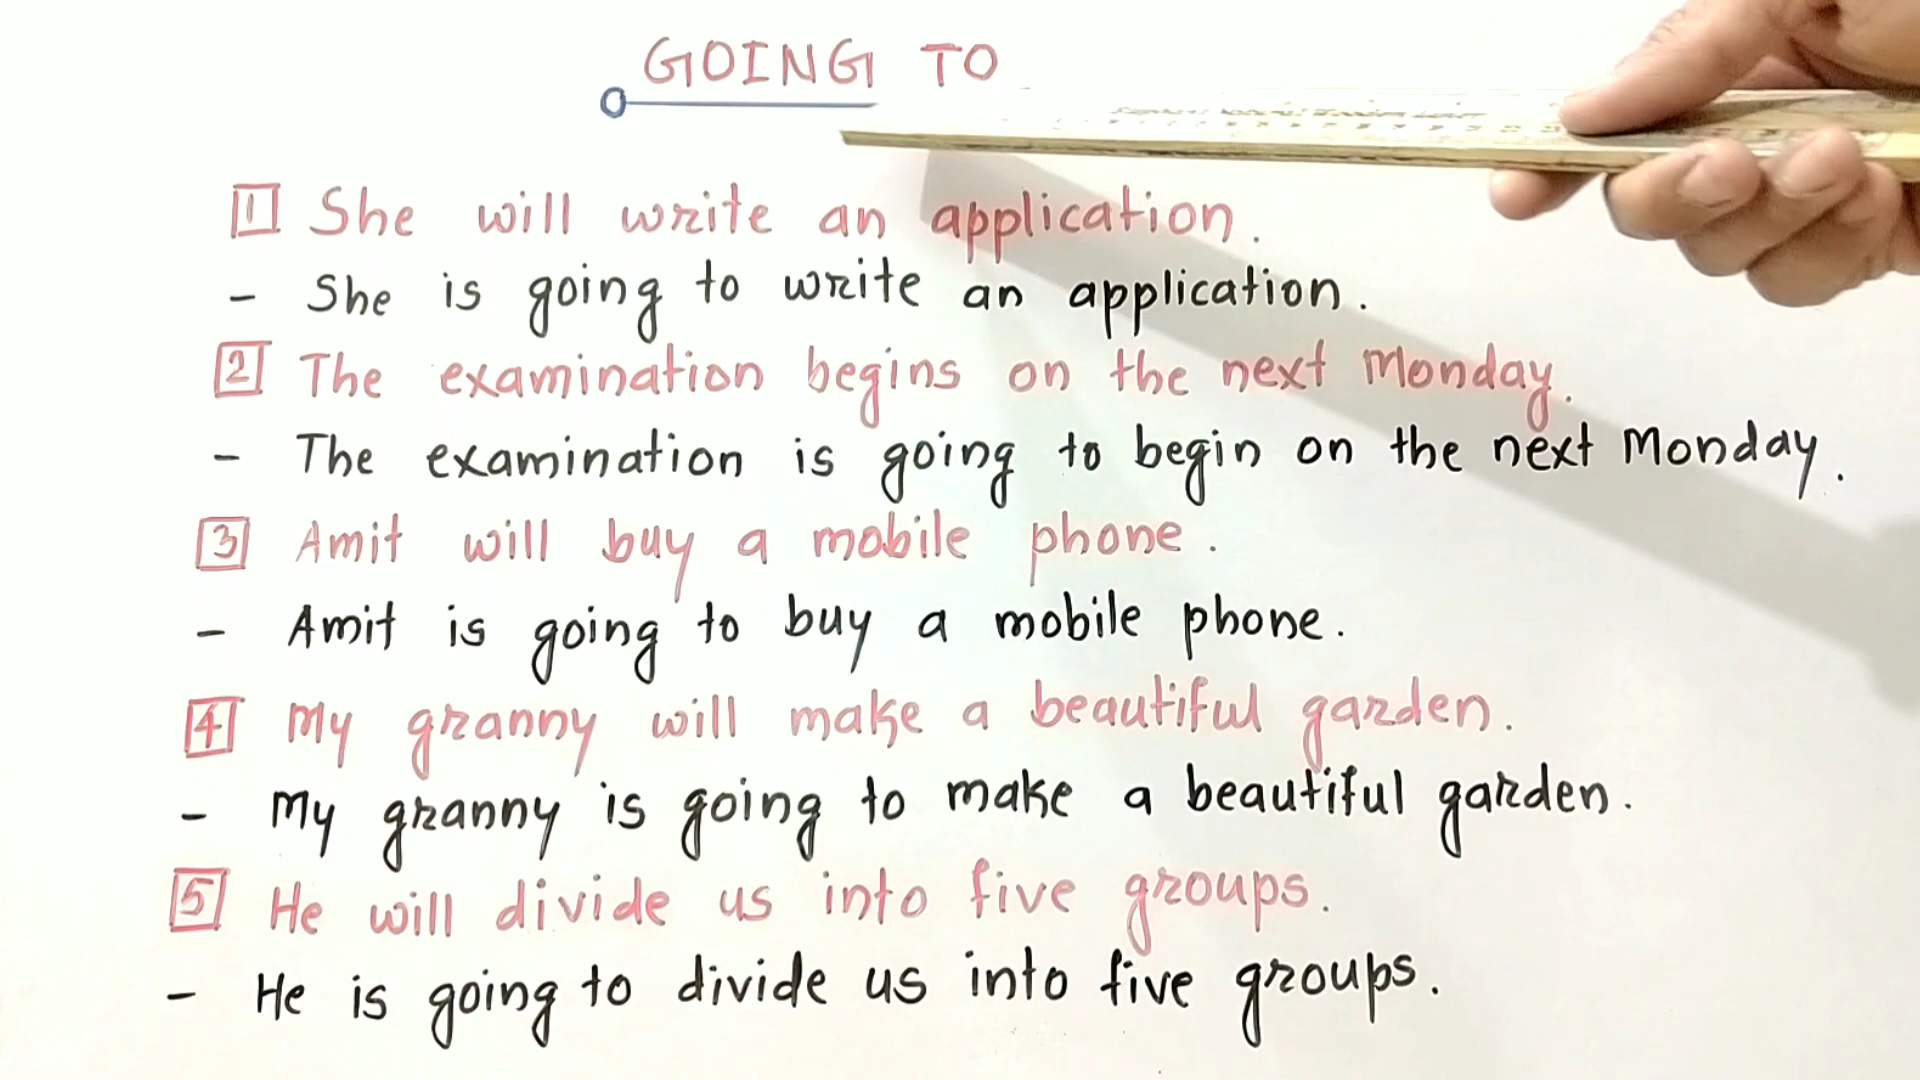 GOING TO
1 She will write an application.
- She is going to write an application.
2 The examination begins on the next Monday.
- The examination is going to begin on the next Monday.
3 Amit will buy a mobile phone.
- Amit is going to buy a mobile phone.
4 My granny will make a beautiful garden.
- My granny is going to make a beautiful garden.
5 He will divide us into five groups.
- He is going to divide us into five groups.